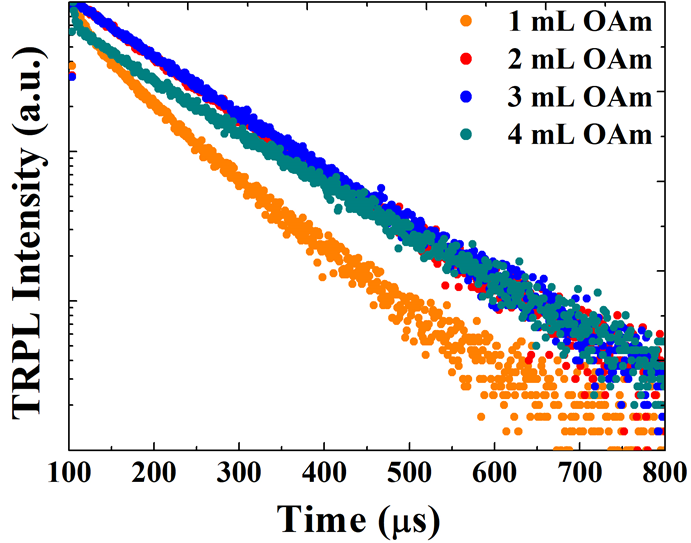 1 mL OAm
2 mL OAm
3 mL OAm
4 mL OAm
TRPL Intensity (a.u.)
100 200 300 400 500 600 700 800
Time (μs)